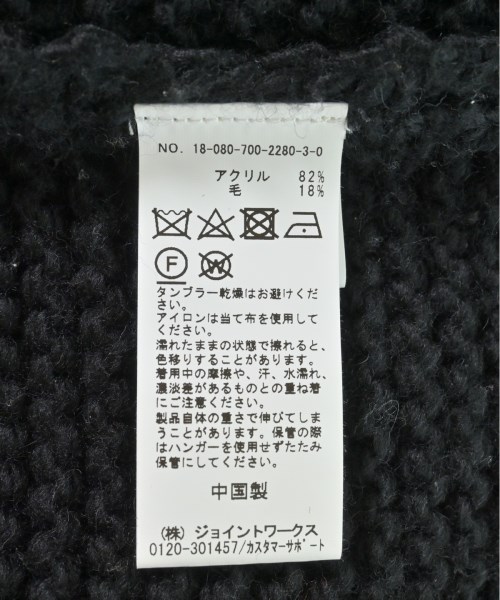 NO. 18-080-700-2280-3-0
アクリル 82%
毛 18%
F
W
タンブラー乾燥はお避けくだ
さい。
アイロンは当て布を使用して
ください。
濡れたままの状態で擦れると、
色移りすることがあります。
着用中の摩擦や、汗、水濡れ、
濃淡差があるものとの重ね着
にご注意ください。
製品自体の重さで伸びてしま
うことがあります。保管の際
はハンガーを使用せずたたみ
保管にしてください。
中国製
（株）ジョイントワークス
0120-301457/カスタマーサポート